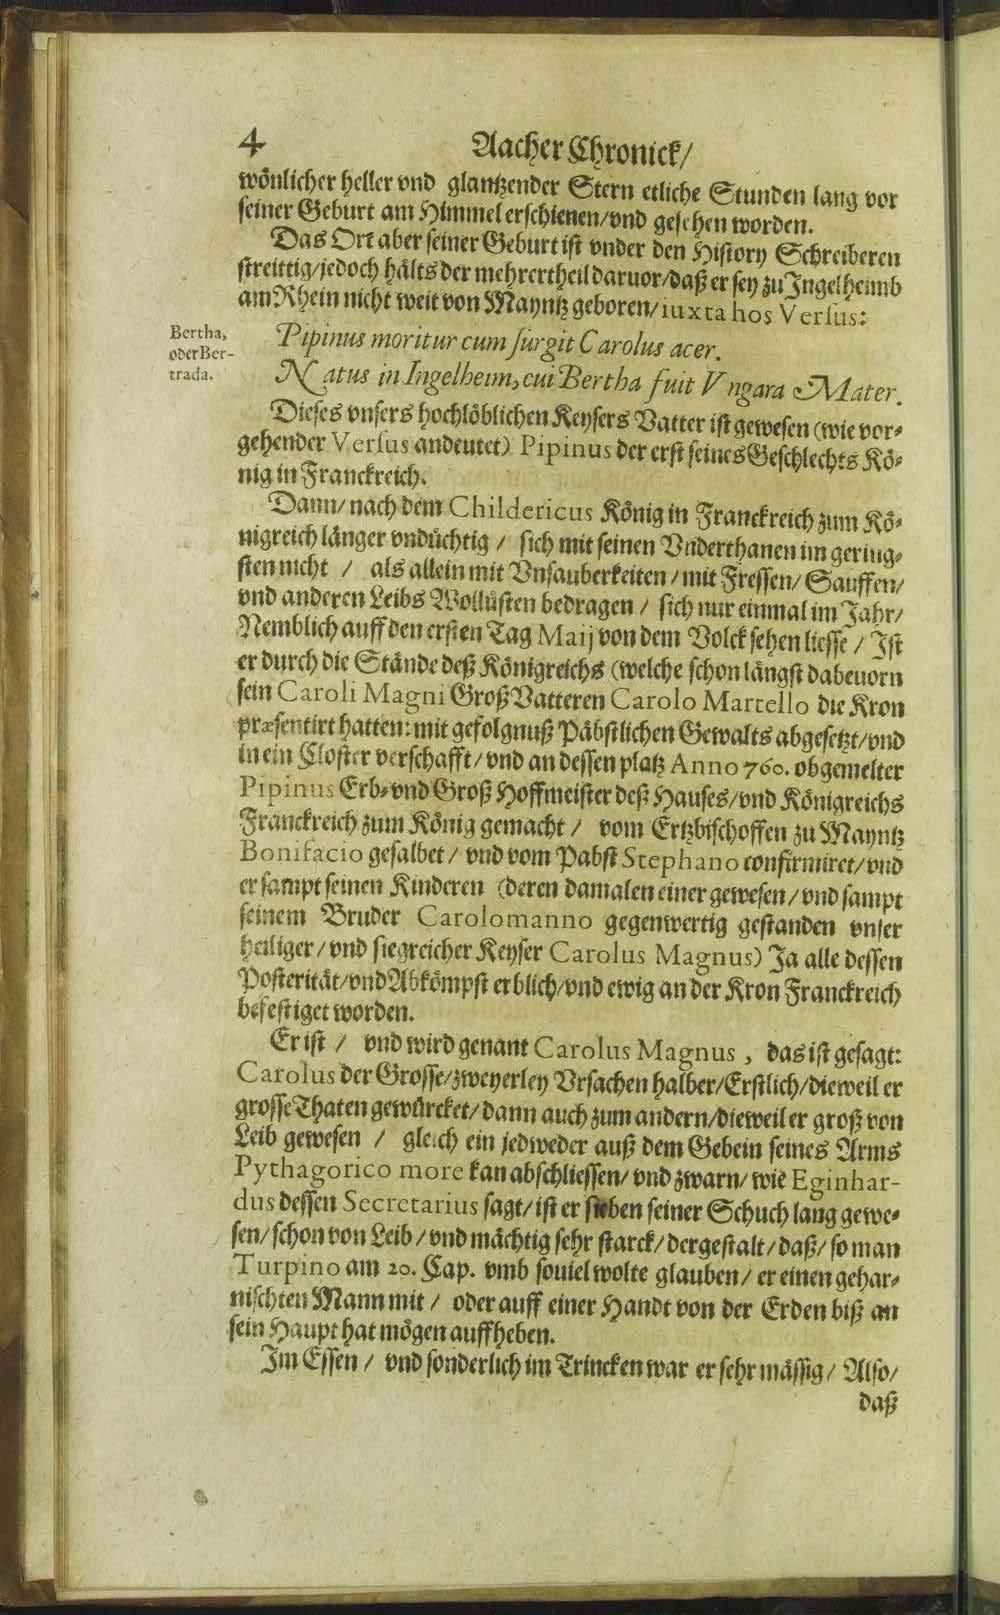 4 Aacher Chronick/
wönlicher heller vnd glantzender Stern etliche Stunden lang vor
seiner Geburt am Himmel erschienen/vnd gesehen worden.
Das Ort aber seiner Geburt ist vnder den History Schreiberen
streittig/jedoch hälts der mehrertheil daruor/daß er sey zu Ingelheimb
am Rhein nicht weit von Mayntz geboren/iuxta hos Versus:
Bertha,
oder Ber-
trada.
Pipinus moritur cum surgit Carolus acer.
Natus in Ingelheim, cui Bertha fuit Vngara Mater.
Dieses vnsers hochlöblichen Keysers Vatter ist gewesen (wie vor-
gehender Versus andeutet) Pipinus der erst seines Geschlechts Kö-
nig in Franckreich.
Dann/nach dem Childericus König in Franckreich zum Kö-
nigreich länger vndüchtig / sich mit seinen Vnderthanen im gering-
sten nicht / als allein mit Vnsauberkeiten/mit Fressen/Sauffen/
vnd anderen Leibs Wollüsten bedragen / sich nur einmal im Jahr/
Nemblich auff den ersten Tag Maij von dem Volck sehen liesse / Ist
er durch die Stände deß Königreichs (welche schon längst dabeuorn
sein Caroli Magni Groß Vatteren Carolo Martello die Kron
præsentirt hatten: mit gefolgnuß Päbstlichen Gewalts abgesetzt/vnd
in ein Closter verschafft/vnd an dessen platz Anno 760. obgemelter
Pipinus Erb-vnd Groß Hoffmeister deß Hauses/vnd Königreichs
Franckreich zum König gemacht / vom Ertzbischoffen zu Mayntz
Bonifacio gesalbet/ vnd vom Pabst Stephano confirmiret/vnd
er sampt seinen Kinderen (deren damalen einer gewesen/vnd sampt
seinem Bruder Carolomanno gegenwertig gestanden vnser
heiliger/vnd siegreicher Keyser Carolus Magnus) Ja alle dessen
Posterität/vnd Abkömpst erblich/vnd ewig an der Kron Franckreich
befestiget worden.
Er ist / vnd wird genant Carolus Magnus, das ist gesagt:
Carolus der Grosse/zweyerley Vrsachen halber/Erstlich/dieweil er
grosse Thaten gewürcket/dann auch zum andern/dieweil er groß von
Leib gewesen / gleich ein jedweder auß dem Gebein seines Arms
Pythagorico more kan abschliessen/vnd zwarn/wie Eginhar-
dus dessen Secretarius sagt/ist er sieben seiner Schuch lang gewe-
sen/schon von Leib/vnd mächtig sehr starck/dergestalt/daß/so man
Turpino am 20. Cap. vmb souiel wolte glauben/er einen gehar-
nischten Mann mit / oder auff einer Handt von der Erden biß an
sein Haupt hat mögen auffheben.
Im Essen / vnd sonderlich im Trincken war er sehr mässig/Also/
daß